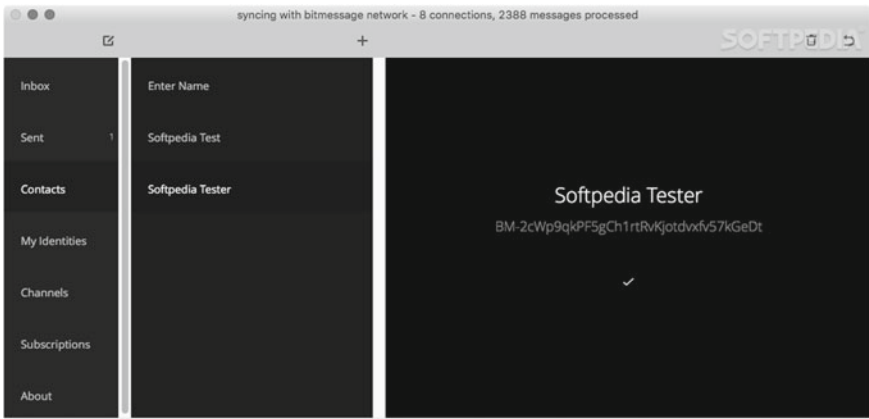 syncing with bitmessage network - 8 connections, 2388 messages processed
SOFTPEDIA
Inbox
Sent 1
Contacts
My Identities
Channels
Subscriptions
About
Enter Name
Softpedia Test
Softpedia Tester
Softpedia Tester
BM-2cWp9qkPF5gCh1rtRvKjotdvxfv57kGeDt